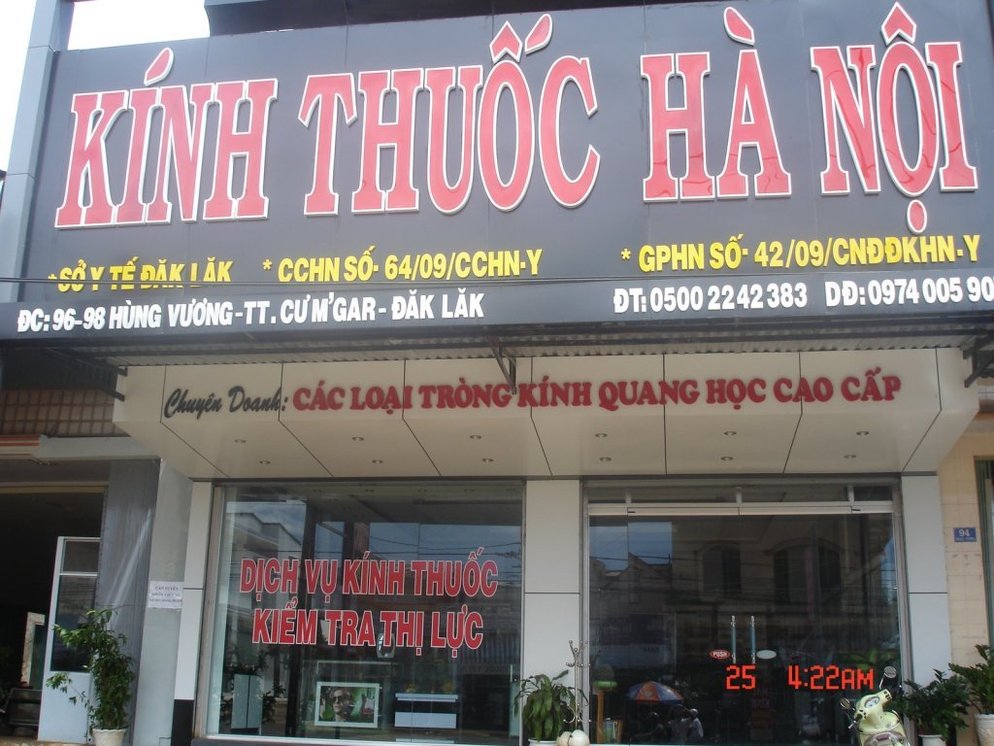 KÍNH THUỐC HÀ NỘI
* SỞ Y TẾ ĐĂK LĂK * CCHN SỐ- 64/09/CCHN-Y * GPHN SỐ- 42/09/CNĐĐKHN-Y
ĐC: 96-98 HÙNG VƯƠNG-TT. CƯ M'GAR - ĐĂK LĂK ĐT: 0500 2242 383 DĐ: 0974 005 90
Chuyên Doanh: CÁC LOẠI TRÒNG KÍNH QUANG HỌC CAO CẤP
94
DỊCH VỤ KÍNH THUỐC
KIỂM TRA THỊ LỰC
PUSH
25 4:22AM